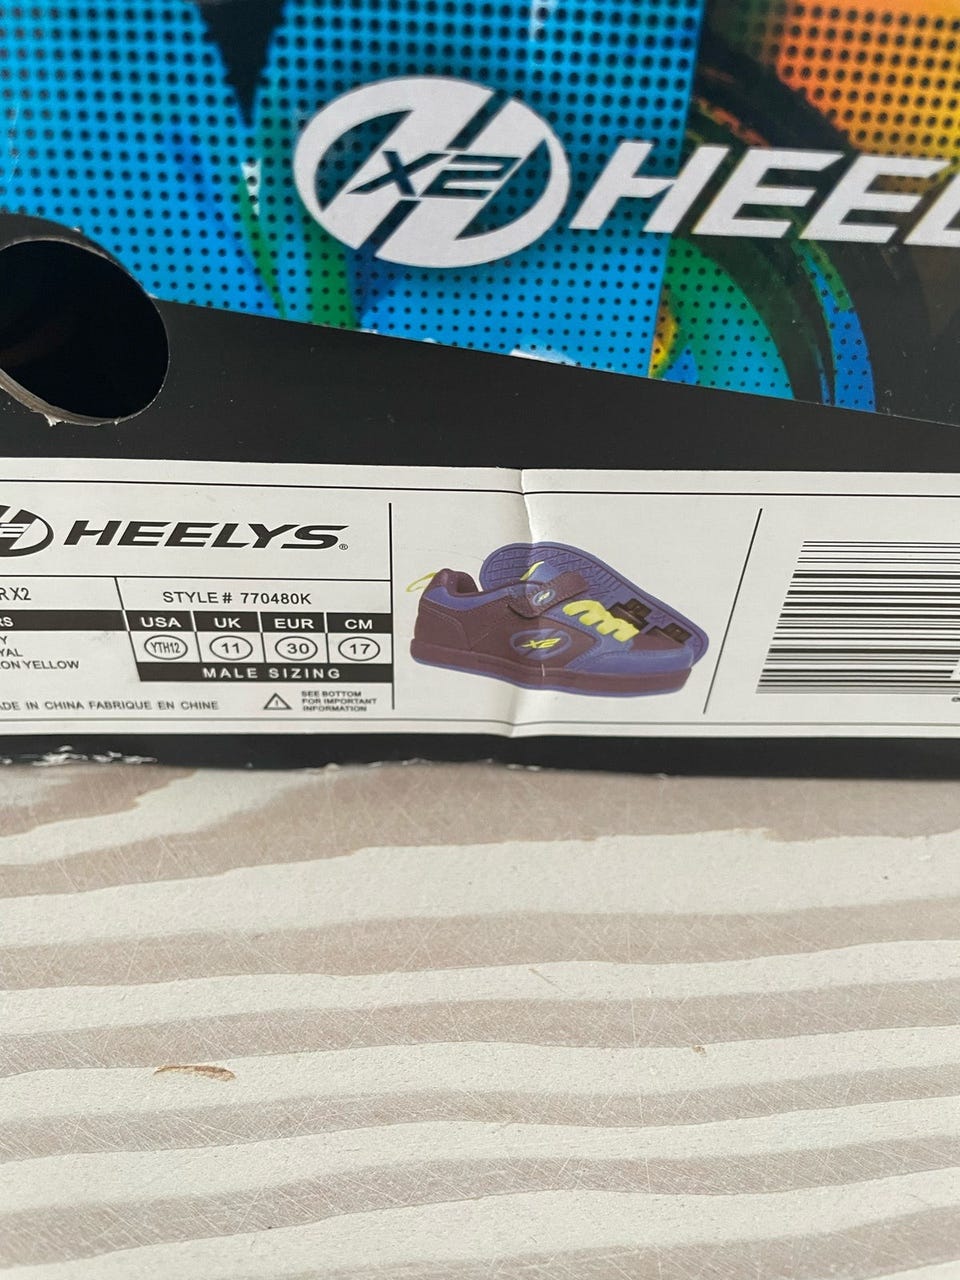 X2 HEEL
HEELYS®
R X2
STYLE # 770480K
RS
USA UK EUR CM
Y
YTH12 11 30 17
YAL
ON YELLOW
MALE SIZING
ADE IN CHINA FABRIQUE EN CHINE
SEE BOTTOM
FOR IMPORTANT
INFORMATION
X2